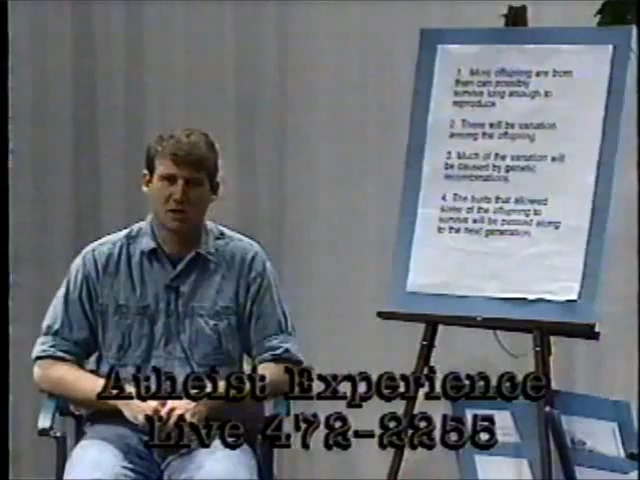 1. More offspring are born
than can possibly
survive long enough to
reproduce
2. There will be variation
among the offspring.
3. Much of the variation will
be caused by genetic
recombinations.
4. The traits that allowed
some of the offspring to
survive will be passed along
to the next generation.
Atheist Experience
Live 472-2255